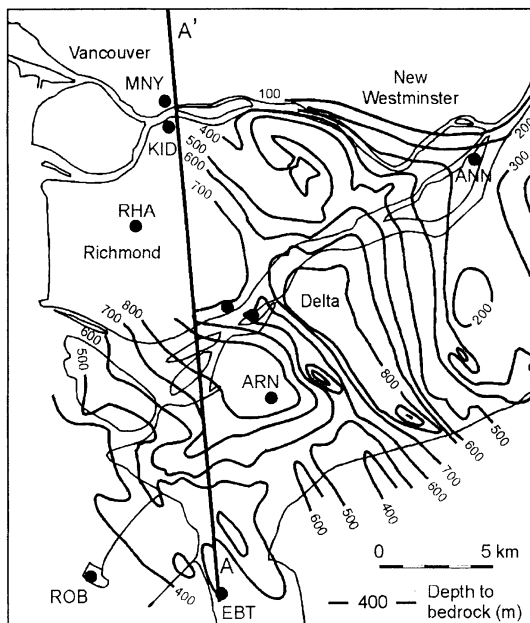 A'
Vancouver
MNY
100
New
Westminster
200
KID
400
500
600
700
300
ANN
RHA
Richmond
800
700
600
500
Delta
200
ARN
800
500
600
700
600
400
500
600
0 5 km
A
ROB
400
EBT
— 400 — Depth to
bedrock (m)